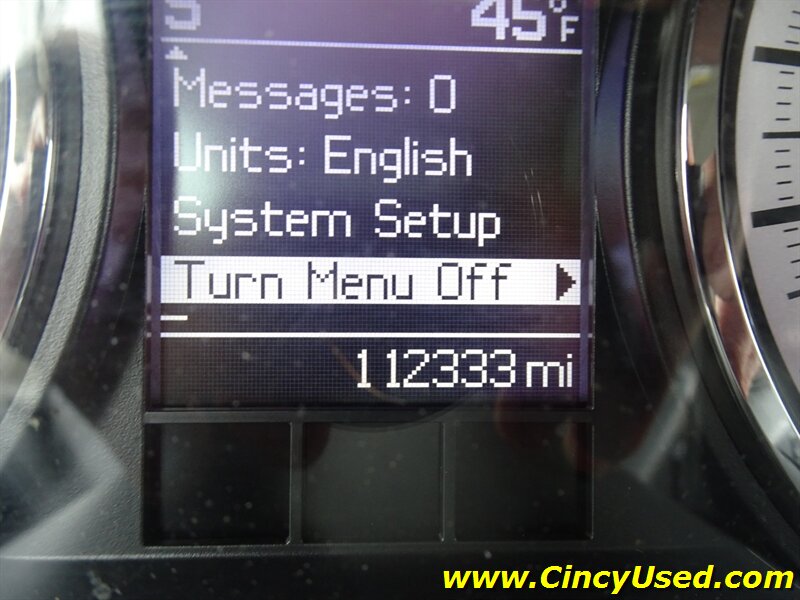 S 45°F
Messages: 0
Units: English
System Setup
Turn Menu Off
112333 mi
www.CincyUsed.com